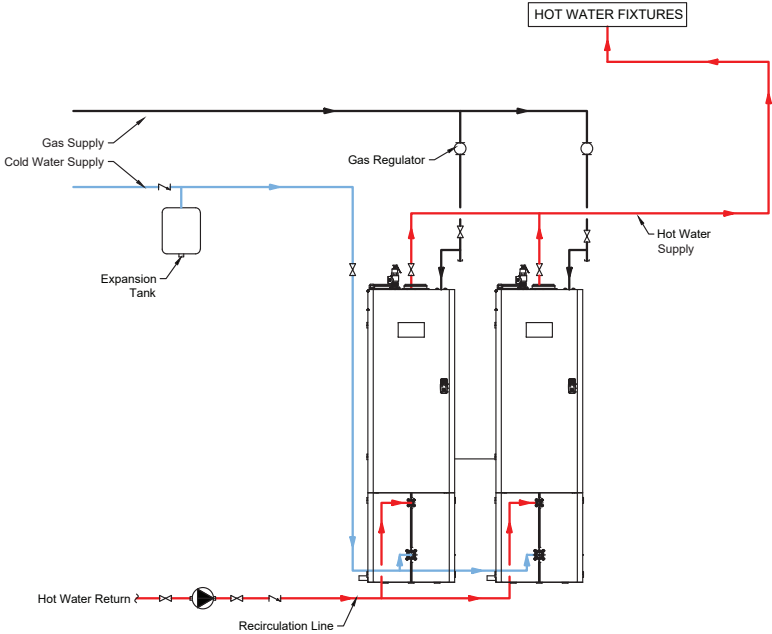 HOT WATER FIXTURES
Gas Supply
Cold Water Supply
Gas Regulator
Hot Water
Supply
Expansion
Tank
Hot Water Return
Recirculation Line